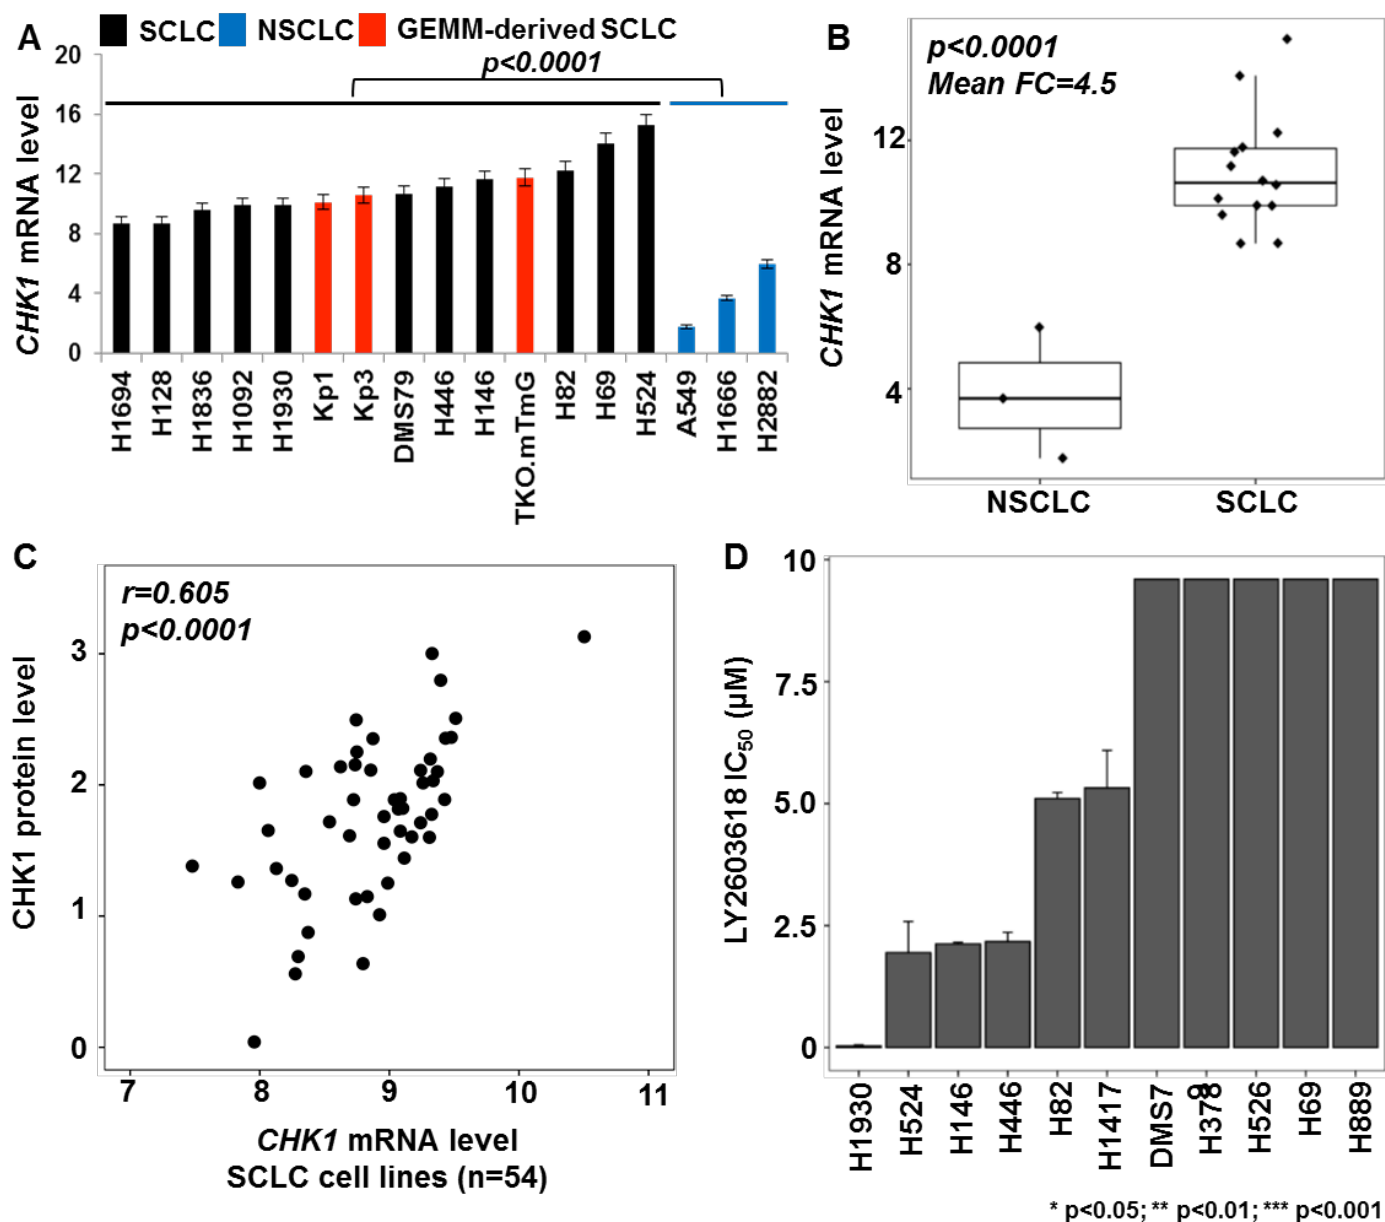 A
SCLC NSCLC GEMM-derived SCLC
p<0.0001
CHK1 mRNA level
20
16
12
8
4
0
H1694
H128
H1836
H1092
H1930
Kp1
Kp3
DMS79
H446
H146
TKO.mTmG
H82
H69
H524
A549
H1666
H2882
B
p<0.0001
Mean FC=4.5
CHK1 mRNA level
12
8
4
NSCLC SCLC
C
r=0.605
p<0.0001
CHK1 protein level
3
2
1
0
7 8 9 10 11
CHK1 mRNA level
SCLC cell lines (n=54)
D
LY2603618 IC50 (µM)
10
7.5
5.0
2.5
0
H1930
H524
H146
H446
H82
H1417
DMS7
9
H378
H526
H69
H889
* p<0.05; ** p<0.01; *** p<0.001